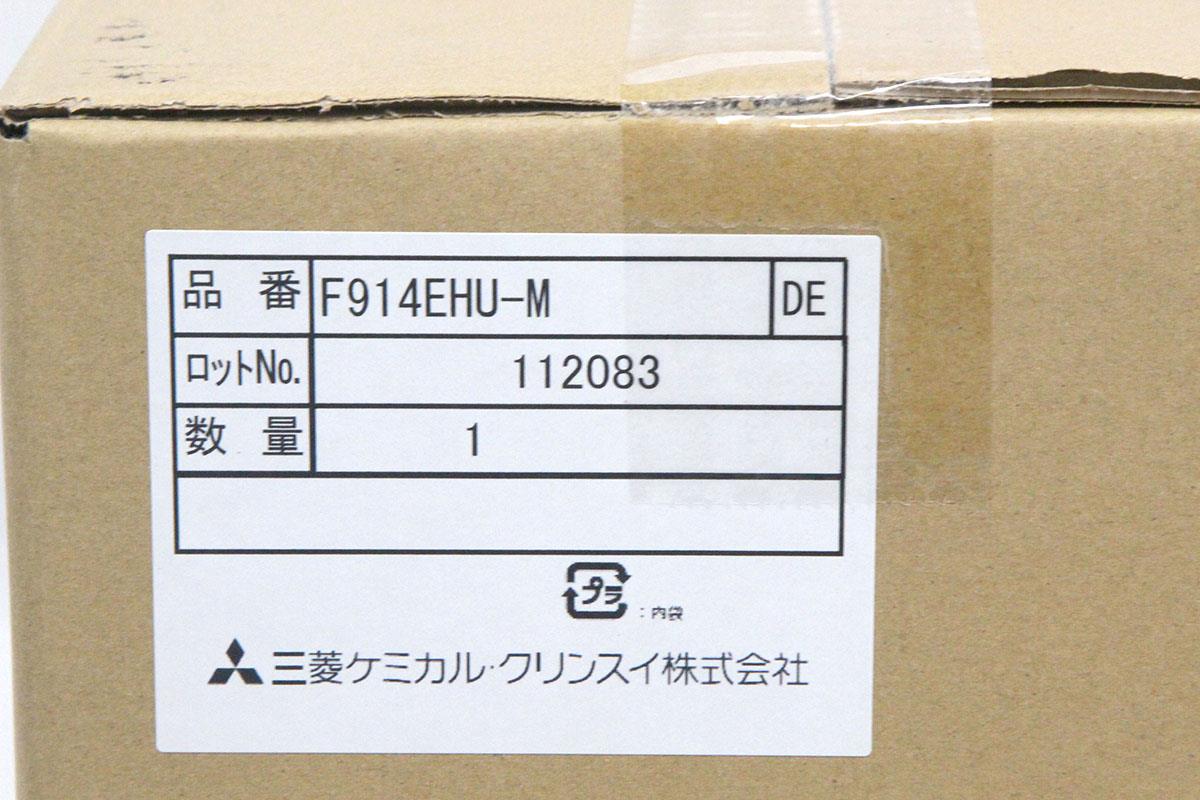 品 番 F914EHU-M DE
ロットNo. 112083
数 量 1
プラ :内袋
三菱ケミカル・クリンスイ株式会社